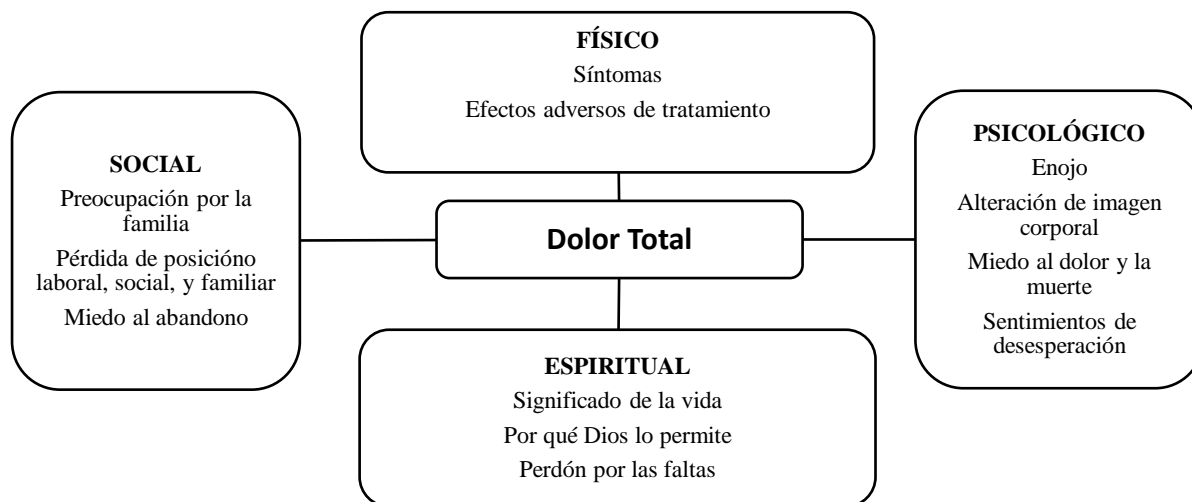 FÍSICO
Síntomas
Efectos adversos de tratamiento
SOCIAL
Preocupación por la
familia
Pérdida de posicióno
laboral, social, y familiar
Miedo al abandono
Dolor Total
PSICOLÓGICO
Enojo
Alteración de imagen
corporal
Miedo al dolor y la
muerte
Sentimientos de
desesperación
ESPIRITUAL
Significado de la vida
Por qué Dios lo permite
Perdón por las faltas